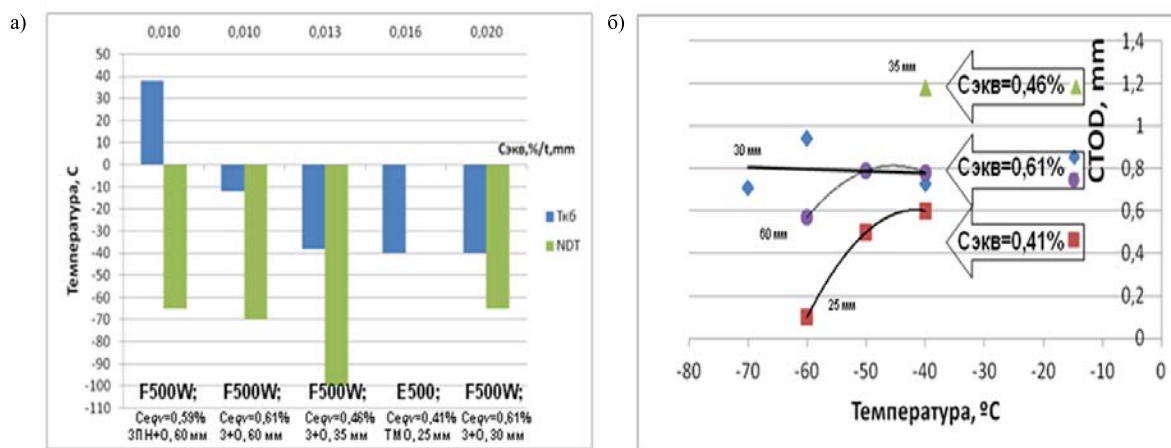 а)
0,010 0,010 0,013 0,016 0,020
50
40
30
20
10
0
-10
-20
-30
-40
-50
-60
-70
-80
-90
-100
-110
Температура, С
Сэкв,%/t,mm
Ткб
NDT
F500W; F500W; F500W; E500; F500W;
Ceqv=0,59% Ceqv=0,61% Ceqv=0,46% Ceqv=0,41% Ceqv=0,61%
ЗПН+О, 60 мм З+О, 60 мм З+О, 35 мм ТМО, 25 мм З+О, 30 мм
б)
35 мм
30 мм
60 мм
25 мм
Сэкв=0,46%
Сэкв=0,61%
Сэкв=0,41%
CTOD, mm
1,4
1,2
1
0,8
0,6
0,4
0,2
0
-80 -70 -60 -50 -40 -30 -20 -10 0
Температура, ºС